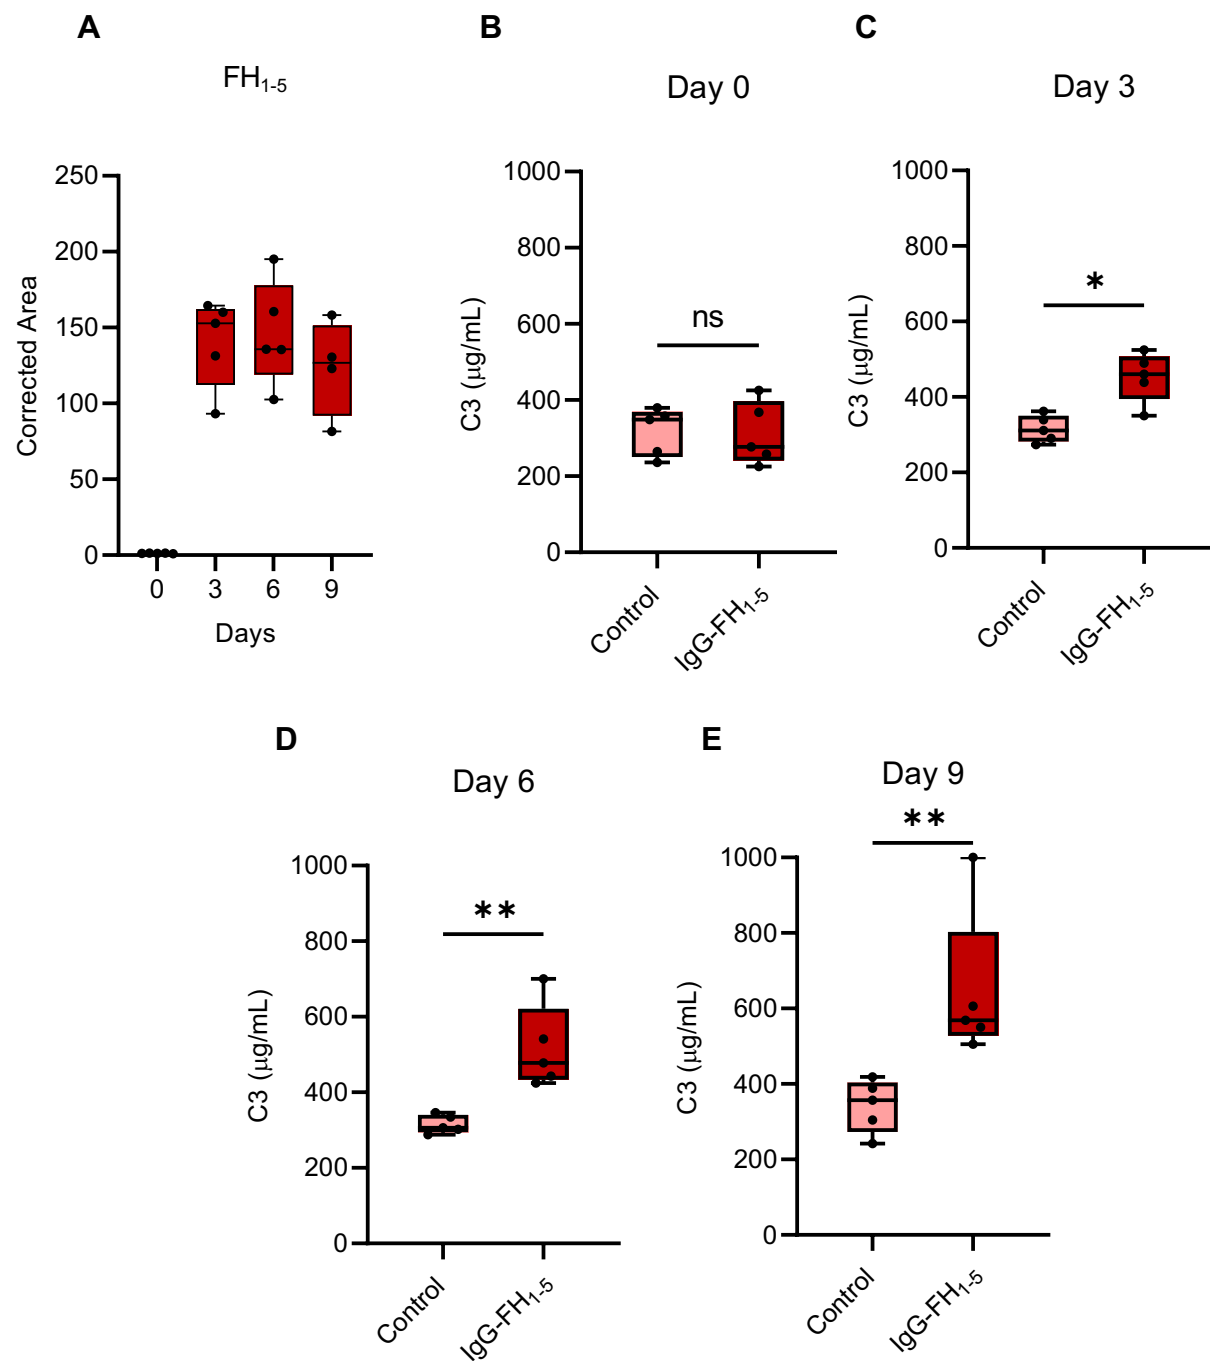 A
FH1-5
250
200
150
100
50
0
Corrected Area
0 3 6 9
Days
B
Day 0
1000
800
600
400
200
0
C3 (μg/mL)
ns
Control
IgG-FH1-5
C
Day 3
1000
800
600
400
200
0
C3 (μg/mL)
*
Control
IgG-FH1-5
D
Day 6
1000
800
600
400
200
0
C3 (μg/mL)
**
Control
IgG-FH1-5
E
Day 9
1000
800
600
400
200
0
C3 (μg/mL)
**
Control
IgG-FH1-5